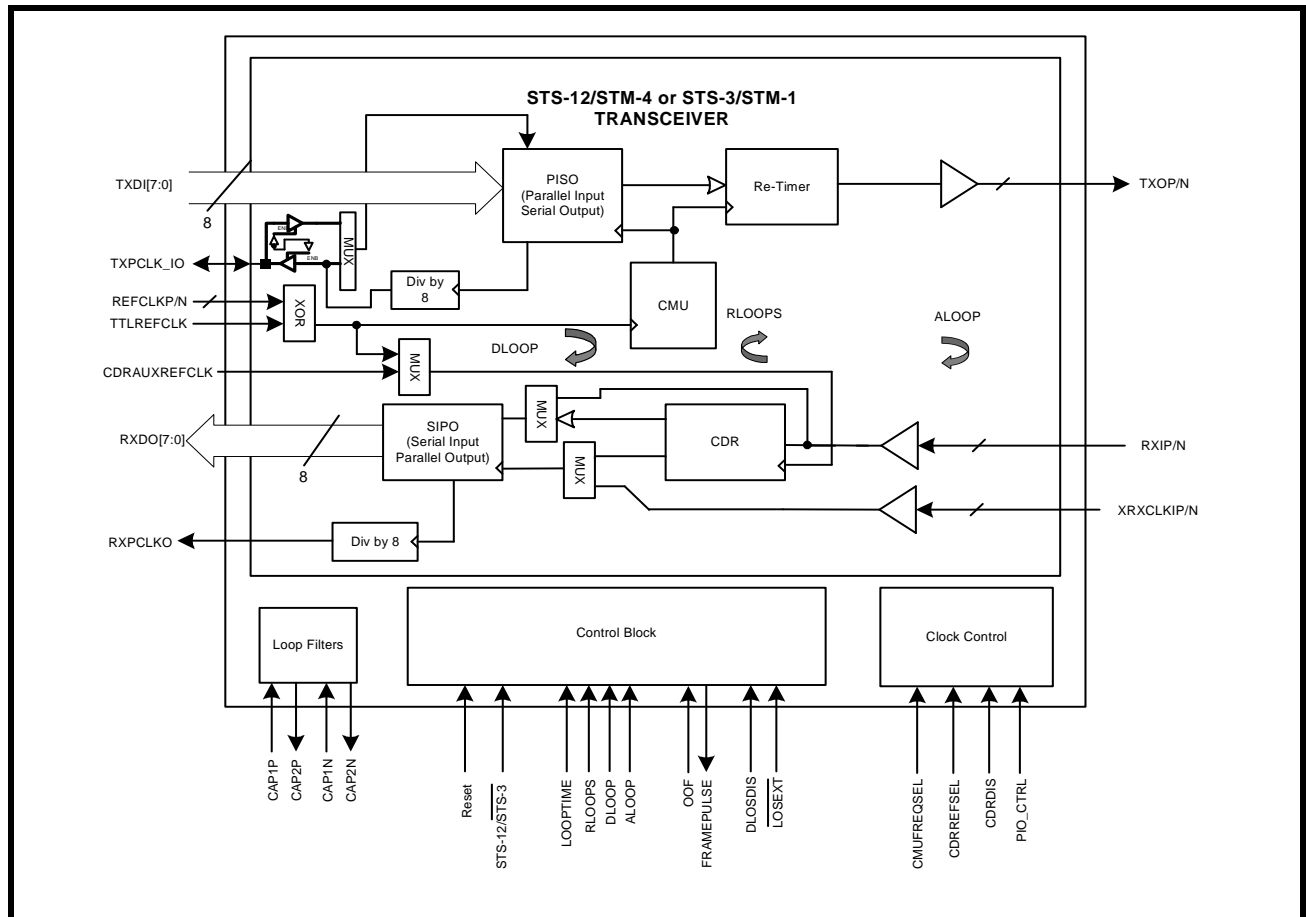 STS-12/STM-4 or STS-3/STM-1
TRANSCEIVER
TXDI[7:0]
8
PISO
(Parallel Input
Serial Output)
Re-Timer
TXOP/N
ENB
ENB
MUX
TXPCLK_IO
Div by
8
CMU
REFCLKP/N
TTLREFCLK
XOR
DLOOP
RLOOPS
ALOOP
CDRAUXREFCLK
MUX
RXDO[7:0]
8
SIPO
(Serial Input
Parallel Output)
MUX
MUX
CDR
RXIP/N
XRXCLKIP/N
RXPCLKO
Div by 8
Loop Filters
Control Block
Clock Control
CAP1P
CAP2P
CAP1N
CAP2N
Reset
STS-12/STS-3
LOOPTIME
RLOOPS
DLOOP
ALOOP
OOF
FRAMEPULSE
DLOSDIS
LOSEXT
CMUFREQSEL
CDRREFSEL
CDRDIS
PIO_CTRL